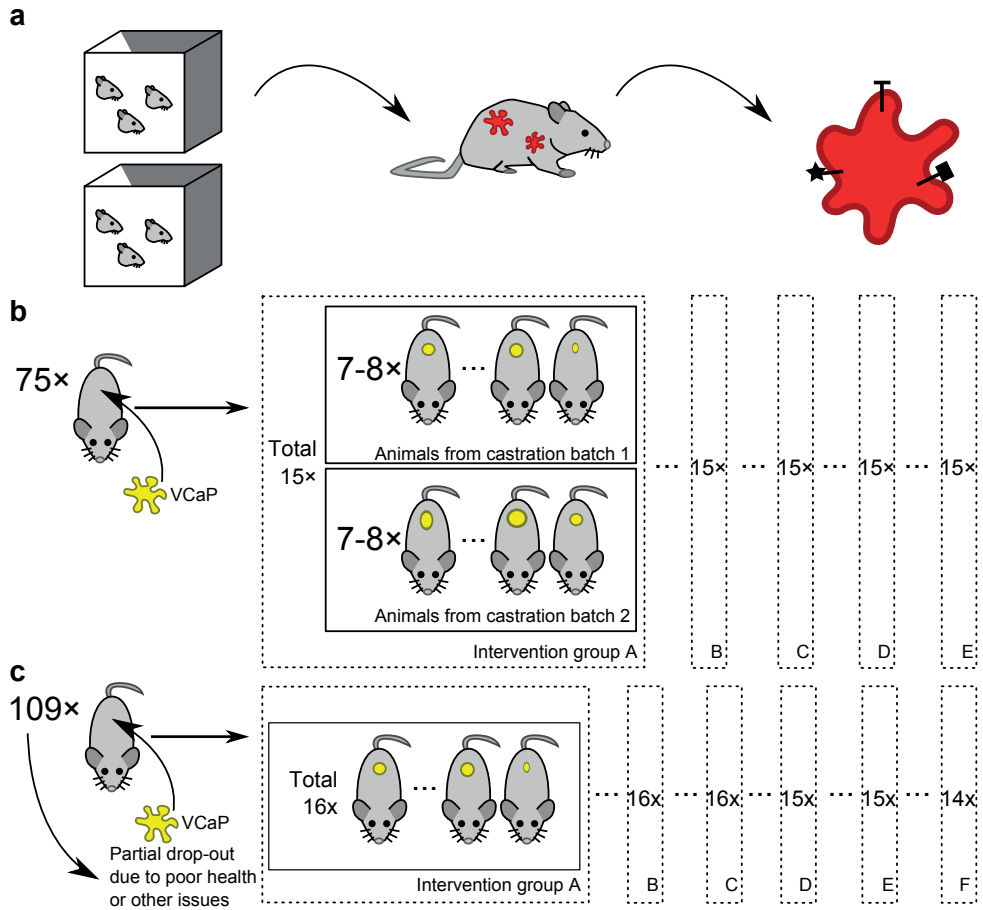 a
b
75×
VCaP
Total
15×
7-8×
...
Animals from castration batch 1
7-8×
...
Animals from castration batch 2
Intervention group A
... 15× ... 15× ... 15× ... 15×
B C D E
c
109×
VCaP
Partial drop-out
due to poor health
or other issues
Total
16x
...
Intervention group A
... 16x ... 16x ... 15x ... 15x ... 14x
B C D E F